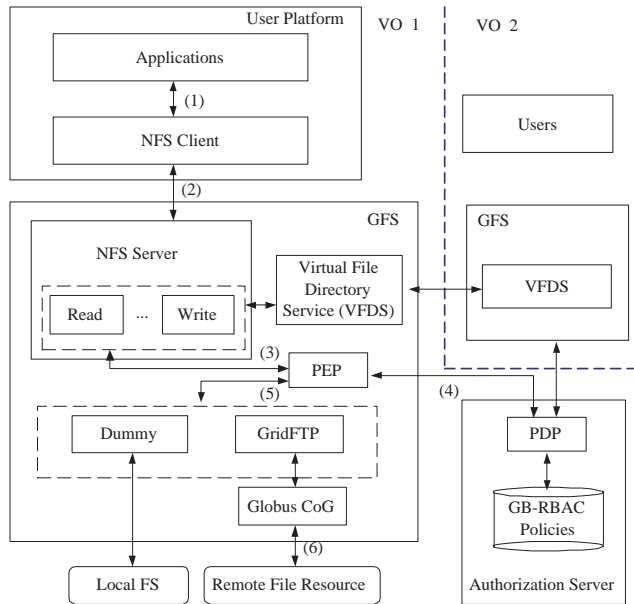 User Platform
VO 1
VO 2
Applications
(1)
NFS Client
Users
(2)
GFS
GFS
NFS Server
Virtual File
Directory
Service (VFDS)
VFDS
Read
...
Write
(3)
PEP
(5)
(4)
Dummy
GridFTP
PDP
Globus CoG
GB-RBAC
Policies
(6)
Local FS
Remote File Resource
Authorization Server